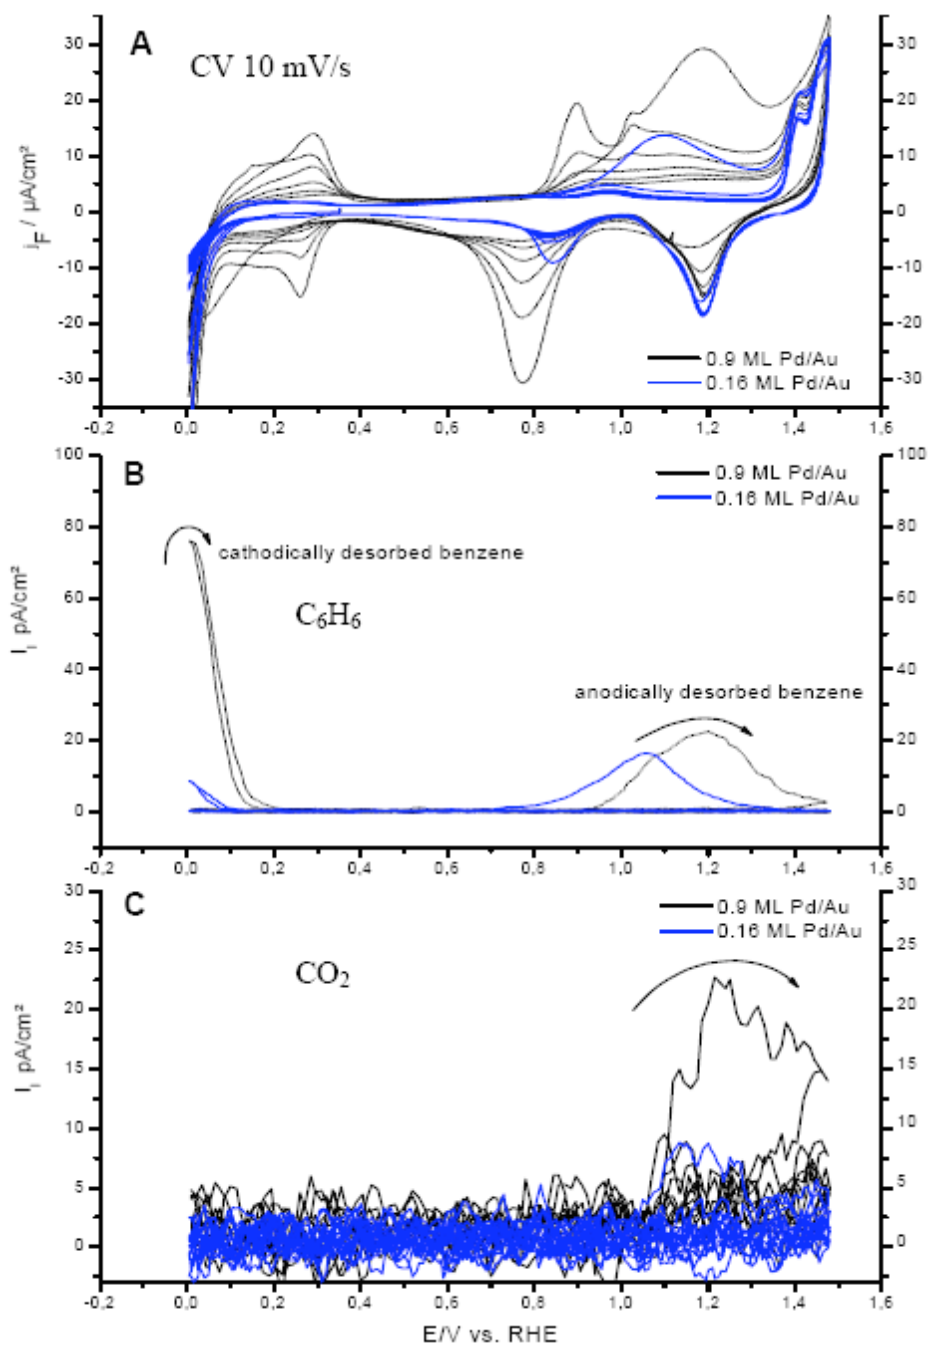 A
CV 10 mV/s
30
20
10
0
-10
-20
-30
30
20
10
0
-10
-20
-30
jF / µA/cm²
0.9 ML Pd/Au
0.16 ML Pd/Au
-0,2 0,0 0,2 0,4 0,6 0,8 1,0 1,2 1,4 1,6
B
100
80
60
40
20
0
100
80
60
40
20
0
0.9 ML Pd/Au
0.16 ML Pd/Au
cathodically desorbed benzene
C₆H₆
anodically desorbed benzene
Iᵢ pA/cm²
-0,2 0,0 0,2 0,4 0,6 0,8 1,0 1,2 1,4 1,6
C
30
25
20
15
10
5
0
30
25
20
15
10
5
0
0.9 ML Pd/Au
0.16 ML Pd/Au
CO₂
Iᵢ pA/cm²
-0,2 0,0 0,2 0,4 0,6 0,8 1,0 1,2 1,4 1,6
E/V vs. RHE